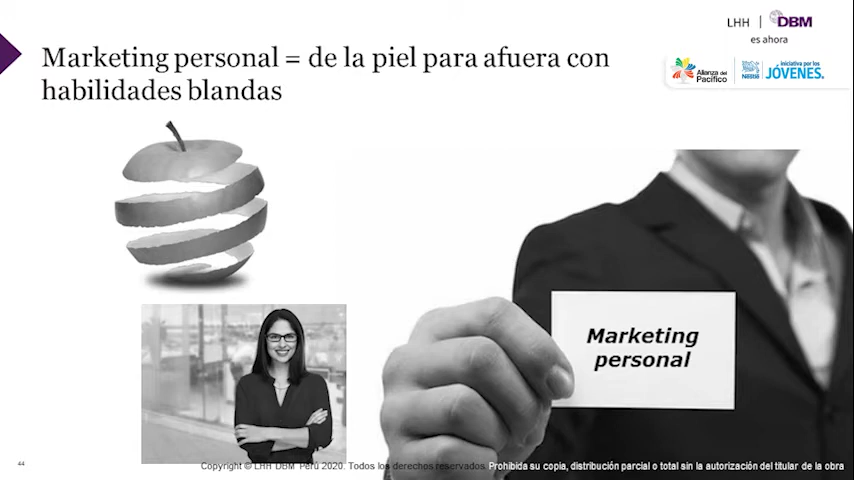 LHH | DBM
es ahora
Marketing personal = de la piel para afuera con
habilidades blandas
Alianza del
Pacífico
Nestlé
iniciativa por los
JÓVENES.
Marketing
personal
44
Copyright © LHH DBM Perú 2020. Todos los derechos reservados. Prohibida su copia, distribución parcial o total sin la autorización del titular de la obra